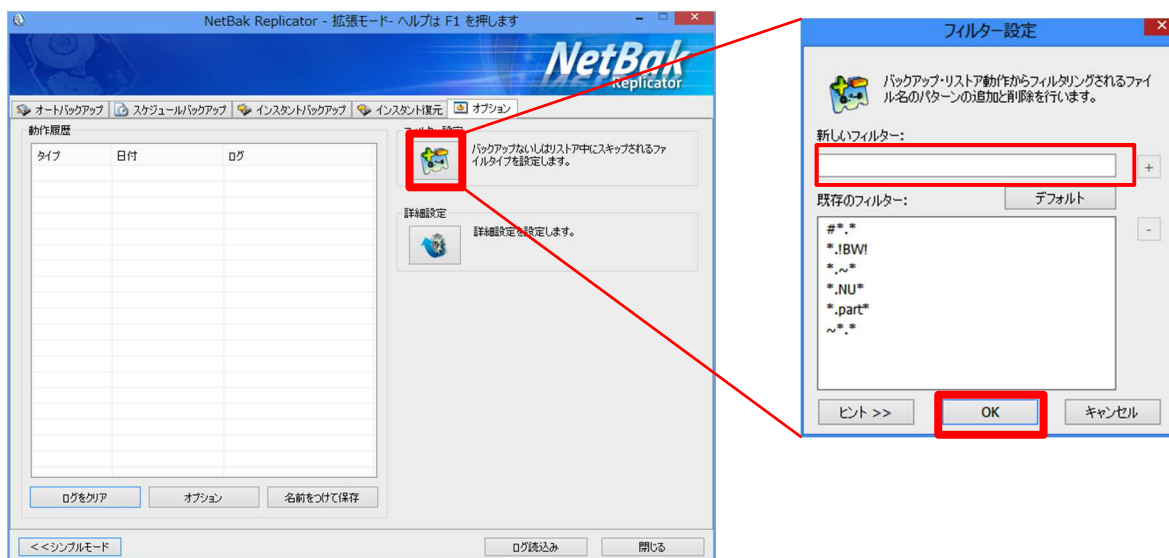 NetBak Replicator - 拡張モード- ヘルプは F1 を押します
NetBak
Replicator
オートバックアップ
スケジュールバックアップ
インスタントバックアップ
インスタント復元
オプション
動作履歴
タイプ
日付
ログ
ログをクリア
オプション
名前をつけて保存
バックアップないしはリストア中にスキップされるファ
イルタイプを設定します。
詳細設定
詳細設定を設定します。
<<シンプルモード
ログ読込み
閉じる
フィルター設定
バックアップ・リストア動作からフィルタリングされるファイ
ル名のパターンの追加と削除を行います。
新しいフィルター:
+
既存のフィルター:
デフォルト
#*.*
*.!BW!
*.~*
*.NU*
*.part*
~*.*
-
ヒント >>
OK
キャンセル